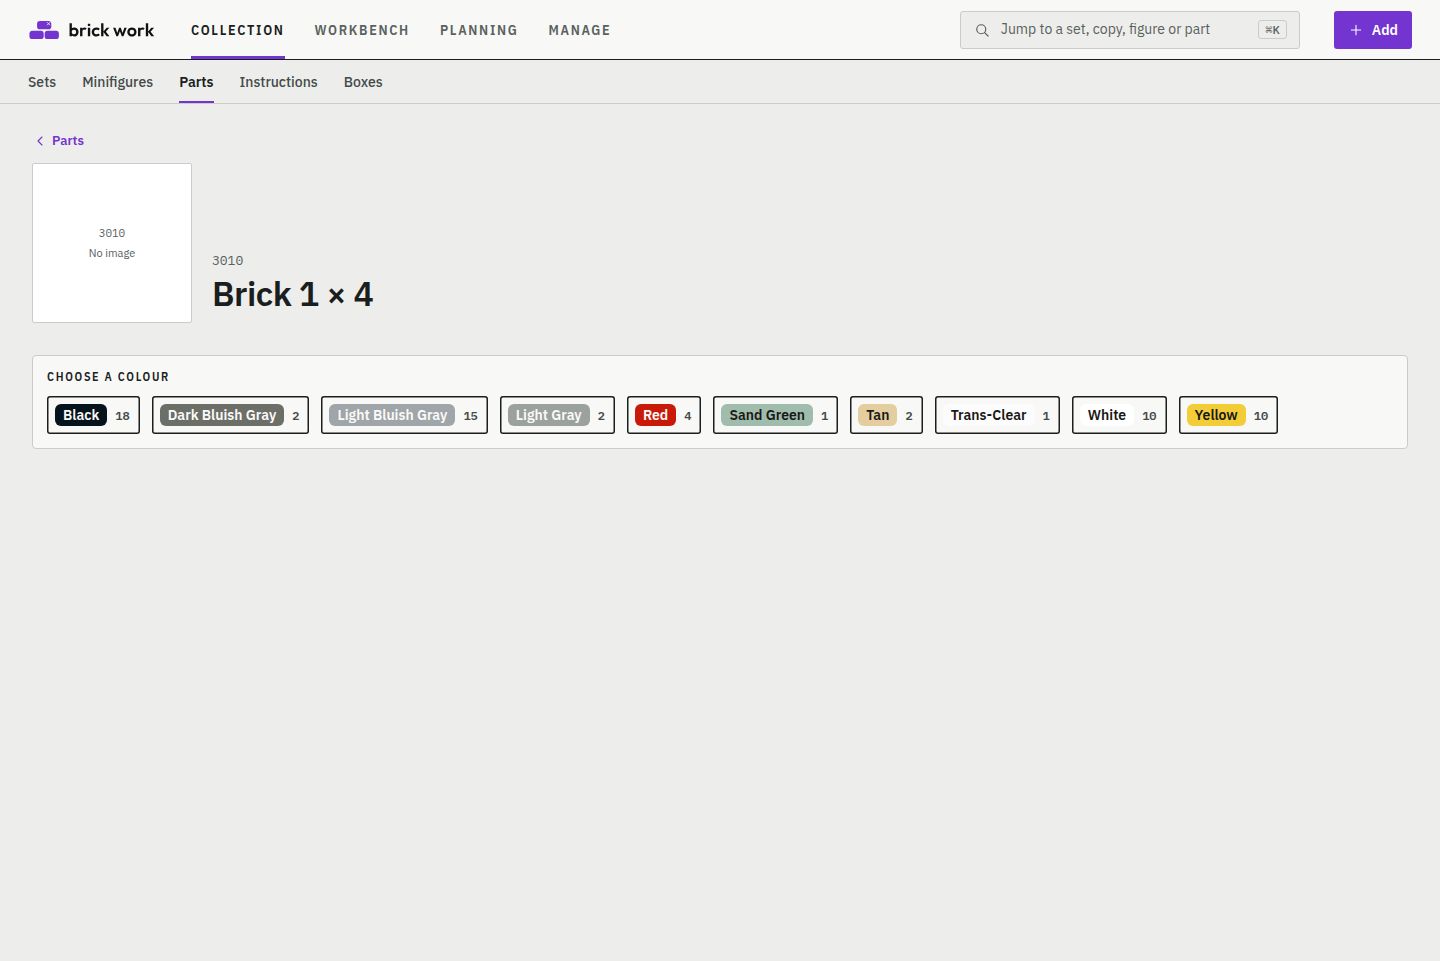 brick work COLLECTION WORKBENCH PLANNING MANAGE Jump to a set, copy, figure or part ⌘K + Add
Sets Minifigures Parts Instructions Boxes
Parts
3010
No image
3010
Brick 1 × 4
CHOOSE A COLOUR
Black 18 Dark Bluish Gray 2 Light Bluish Gray 15 Light Gray 2 Red 4 Sand Green 1 Tan 2 Trans-Clear 1 White 10 Yellow 10